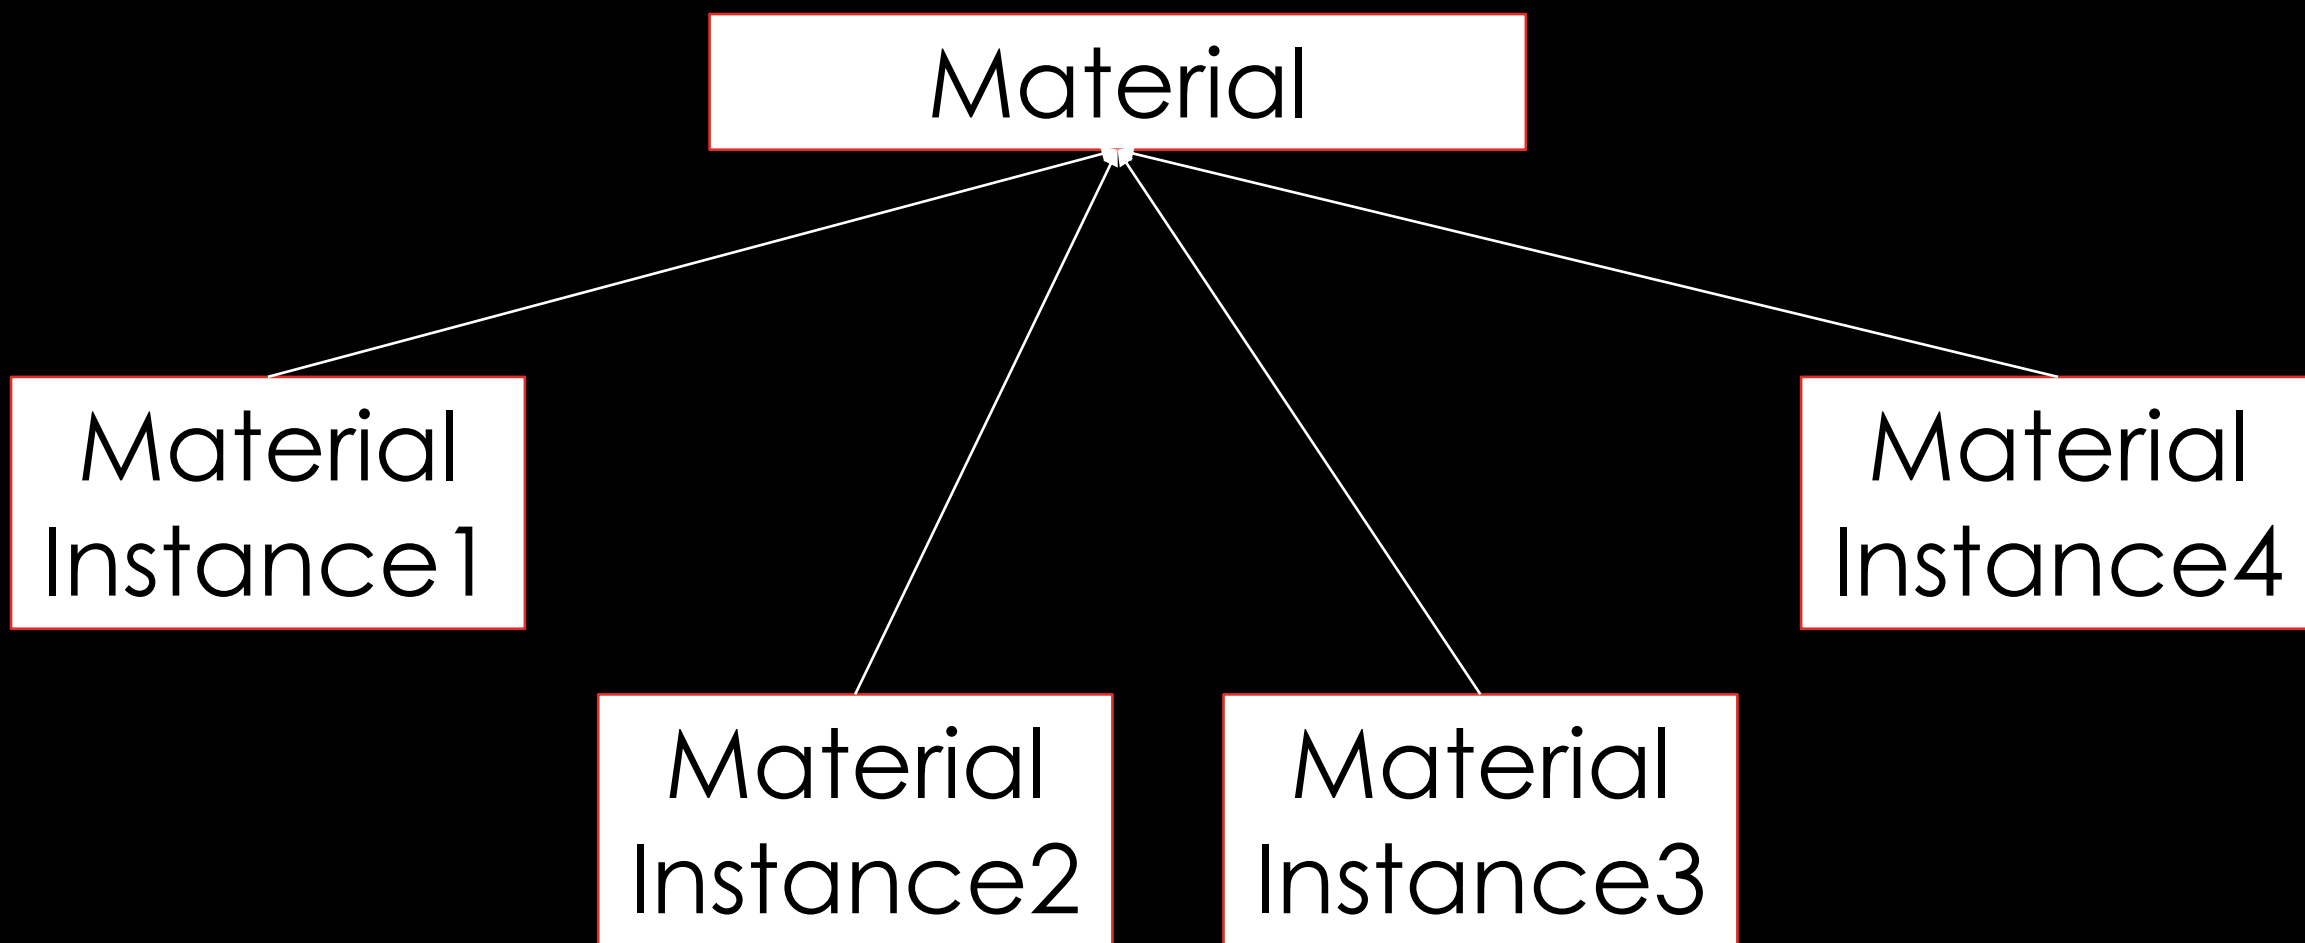 Material
Material
Instance1
Material
Instance4
Material
Instance2
Material
Instance3